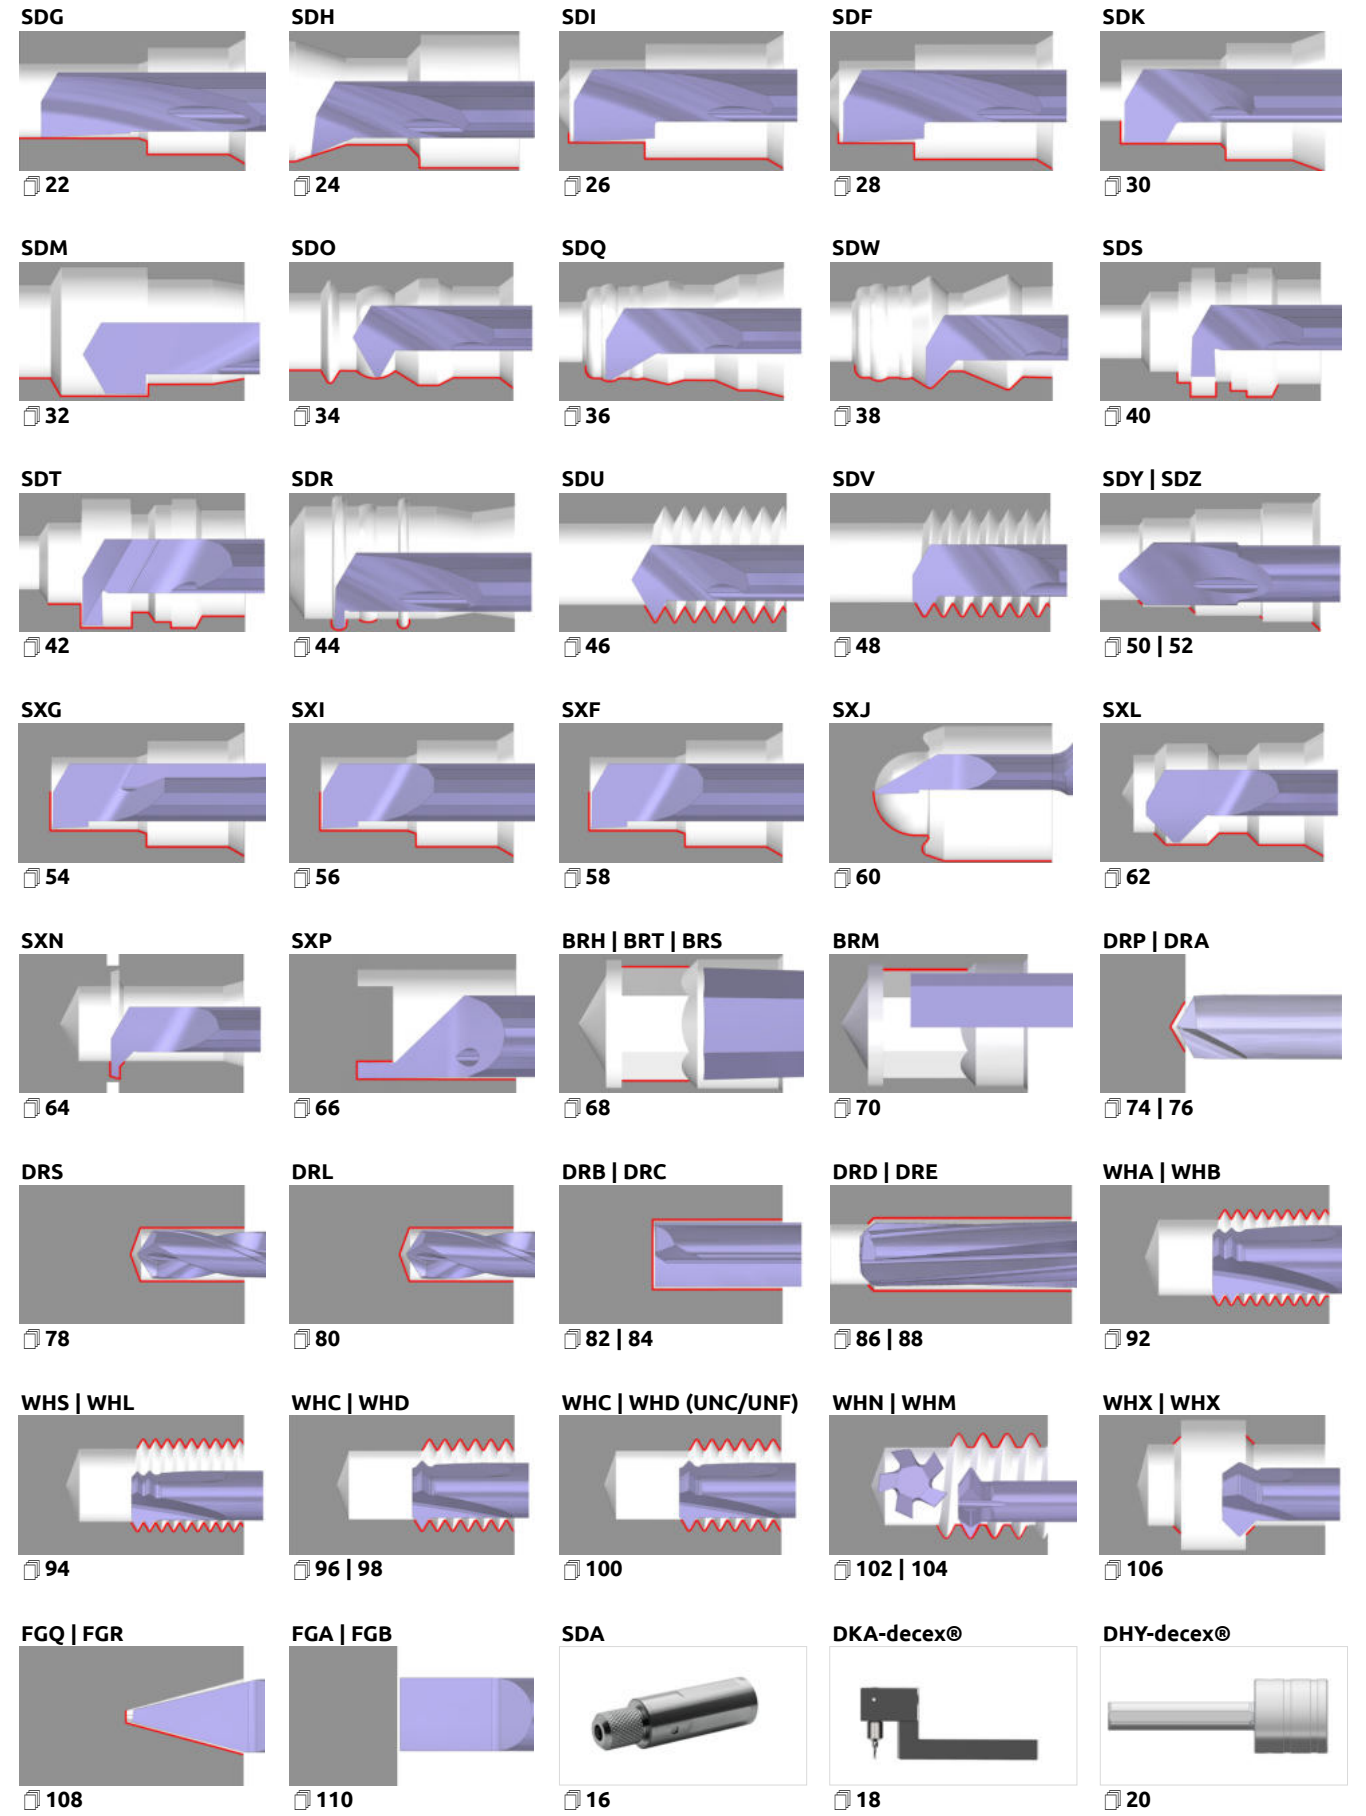 SDG SDH SDI SDF SDK
22 24 26 28 30
SDM SDO SDQ SDW SDS
32 34 36 38 40
SDT SDR SDU SDV SDY | SDZ
42 44 46 48 50 | 52
SXG SXI SXF SXJ SXL
54 56 58 60 62
SXN SXP BRH | BRT | BRS BRM DRP | DRA
64 66 68 70 74 | 76
DRS DRL DRB | DRC DRD | DRE WHA | WHB
78 80 82 | 84 86 | 88 92
WHS | WHL WHC | WHD WHC | WHD (UNC/UNF) WHN | WHM WHX | WHX
94 96 | 98 100 102 | 104 106
FGQ | FGR FGA | FGB SDA DKA-decex® DHY-decex®
108 110 16 18 20